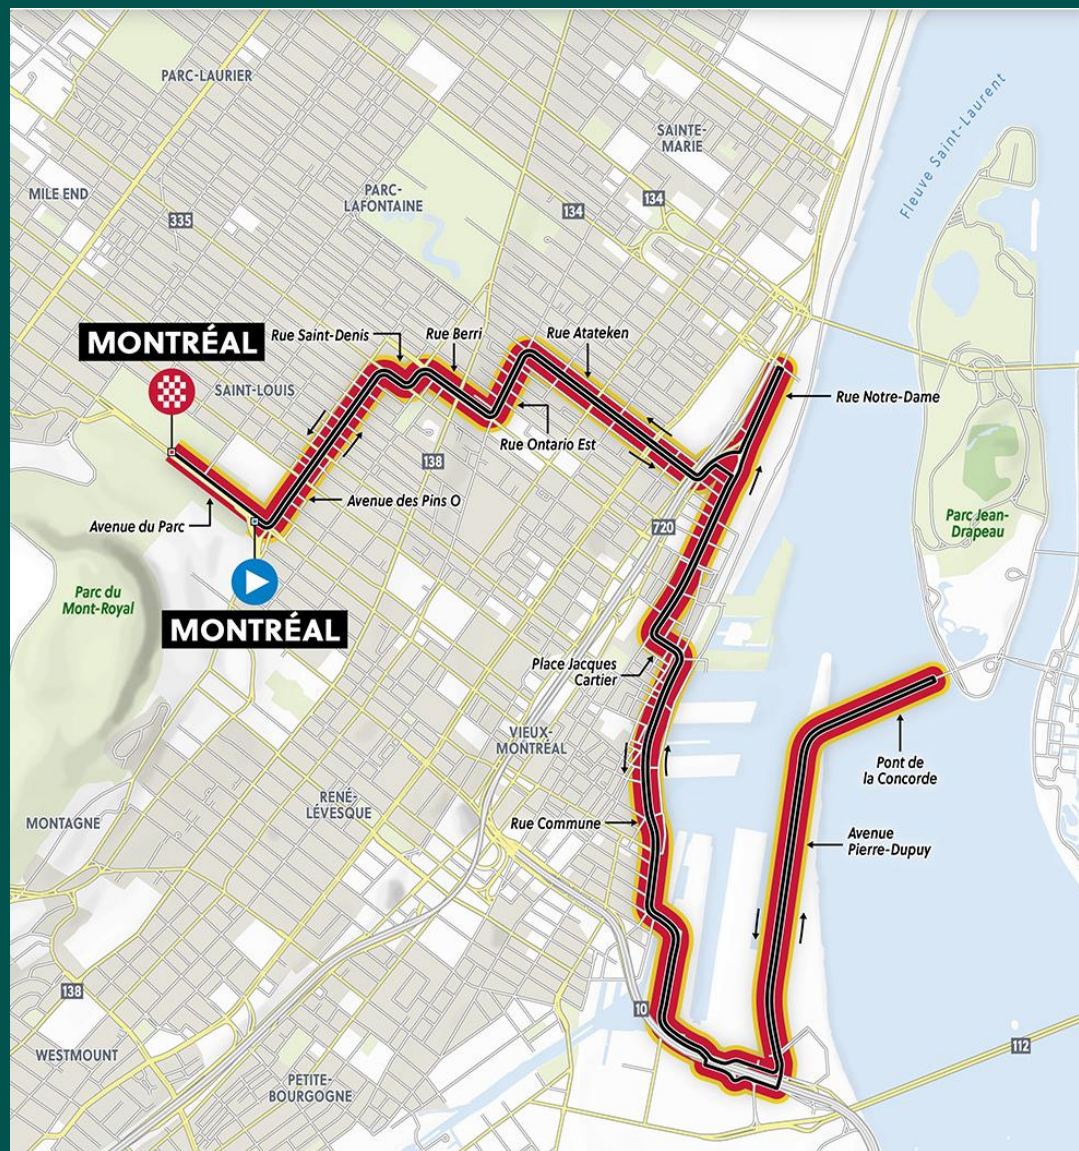 PARC-LAURIER
SAINTE-
MARIE
Fleuve Saint-Laurent
MILE END
PARC-
LAFONTAINE
335
134
134
MONTRÉAL
Rue Saint-Denis
Rue Berri
Rue Atateken
SAINT-LOUIS
Rue Notre-Dame
Rue Ontario Est
138
Avenue des Pins O
Avenue du Parc
720
Parc Jean-
Drapeau
Parc du
Mont-Royal
MONTRÉAL
Place Jacques
Cartier
VIEUX-
MONTRÉAL
Pont de
la Concorde
RENÉ-
LÉVESQUE
MONTAGNE
Rue Commune
Avenue
Pierre-Dupuy
138
10
112
WESTMOUNT
PETITE-
BOURGOGNE